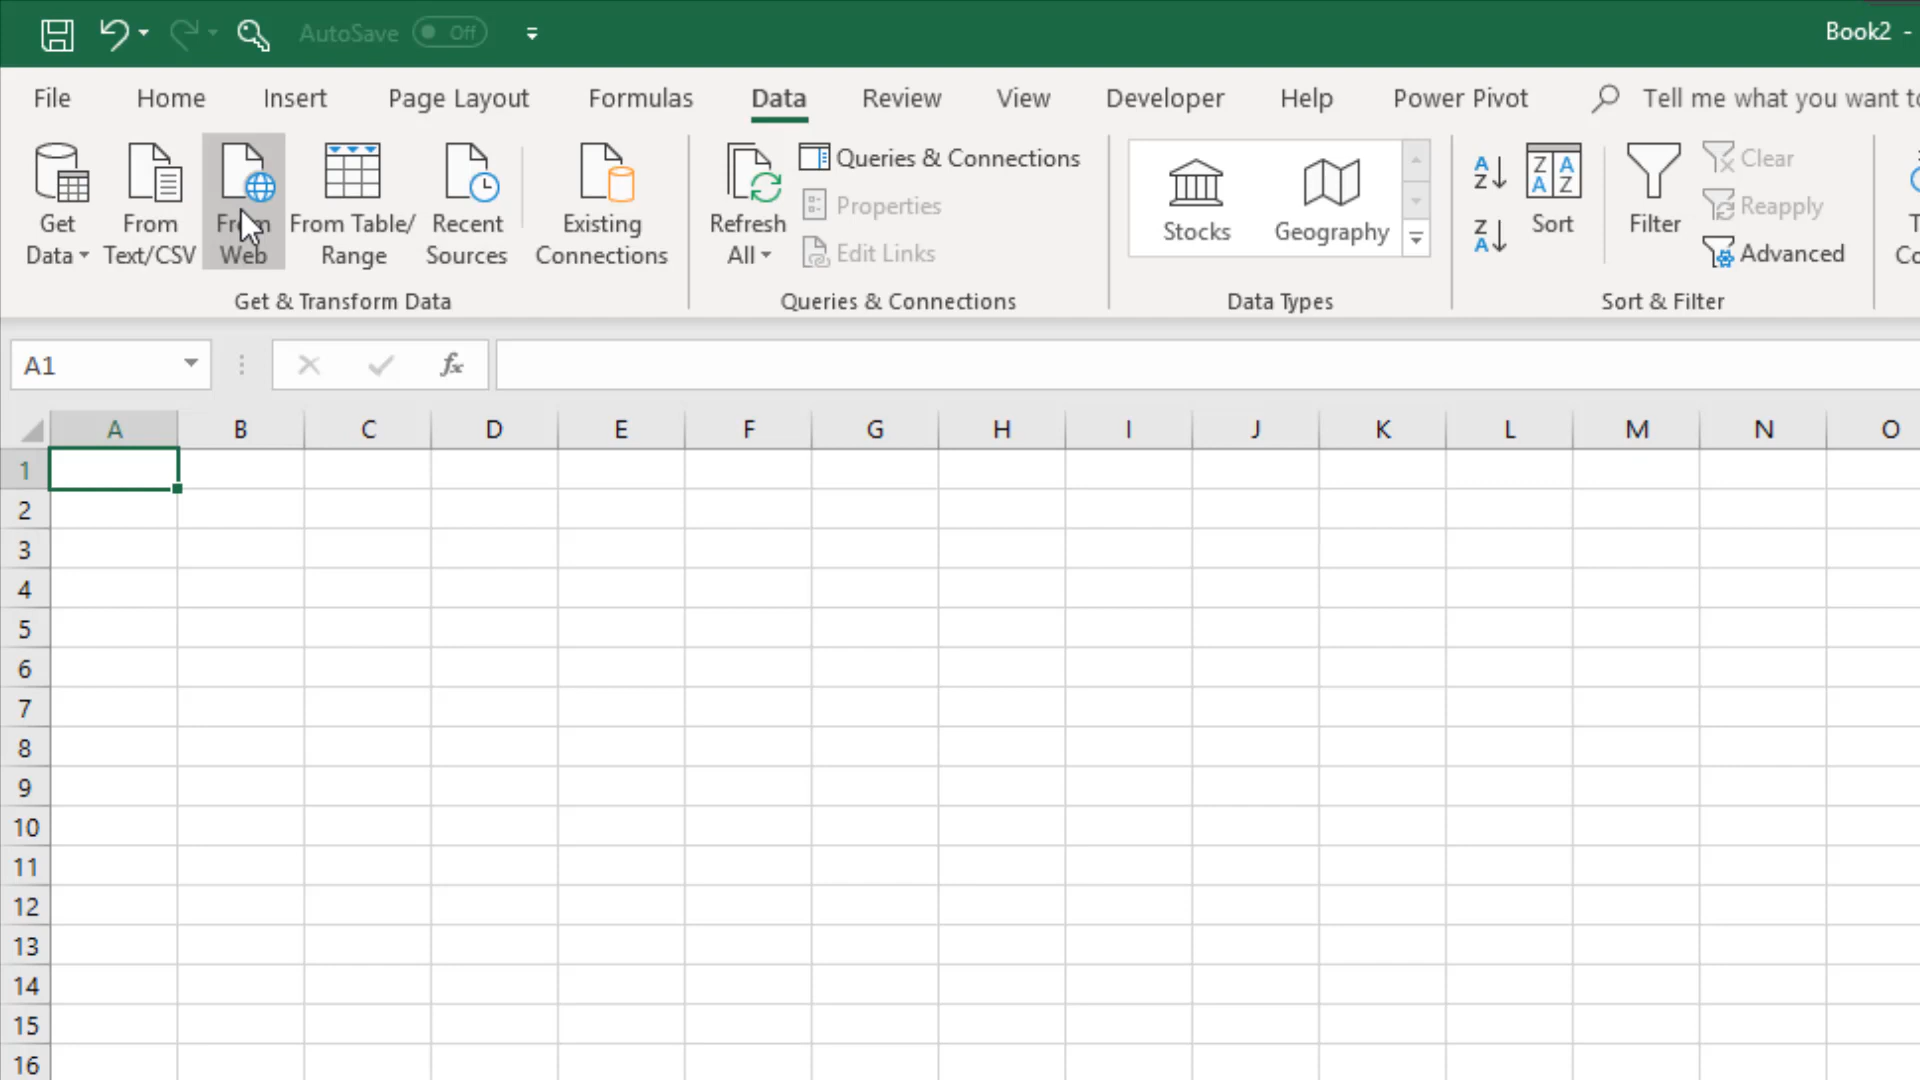 AutoSave Off
Book2 -
File Home Insert Page Layout Formulas Data Review View Developer Help Power Pivot Tell me what you want
Get Data
From Text/CSV
From Web
From Table/ Range
Recent Sources
Existing Connections
Get & Transform Data
Refresh All
Queries & Connections
Properties
Edit Links
Queries & Connections
Stocks
Geography
Data Types
A Z
Z A
Z A A Z
Sort
Filter
Clear
Reapply
Advanced
Sort & Filter
A1
fx
A B C D E F G H I J K L M N O
1
2
3
4
5
6
7
8
9
10
11
12
13
14
15
16